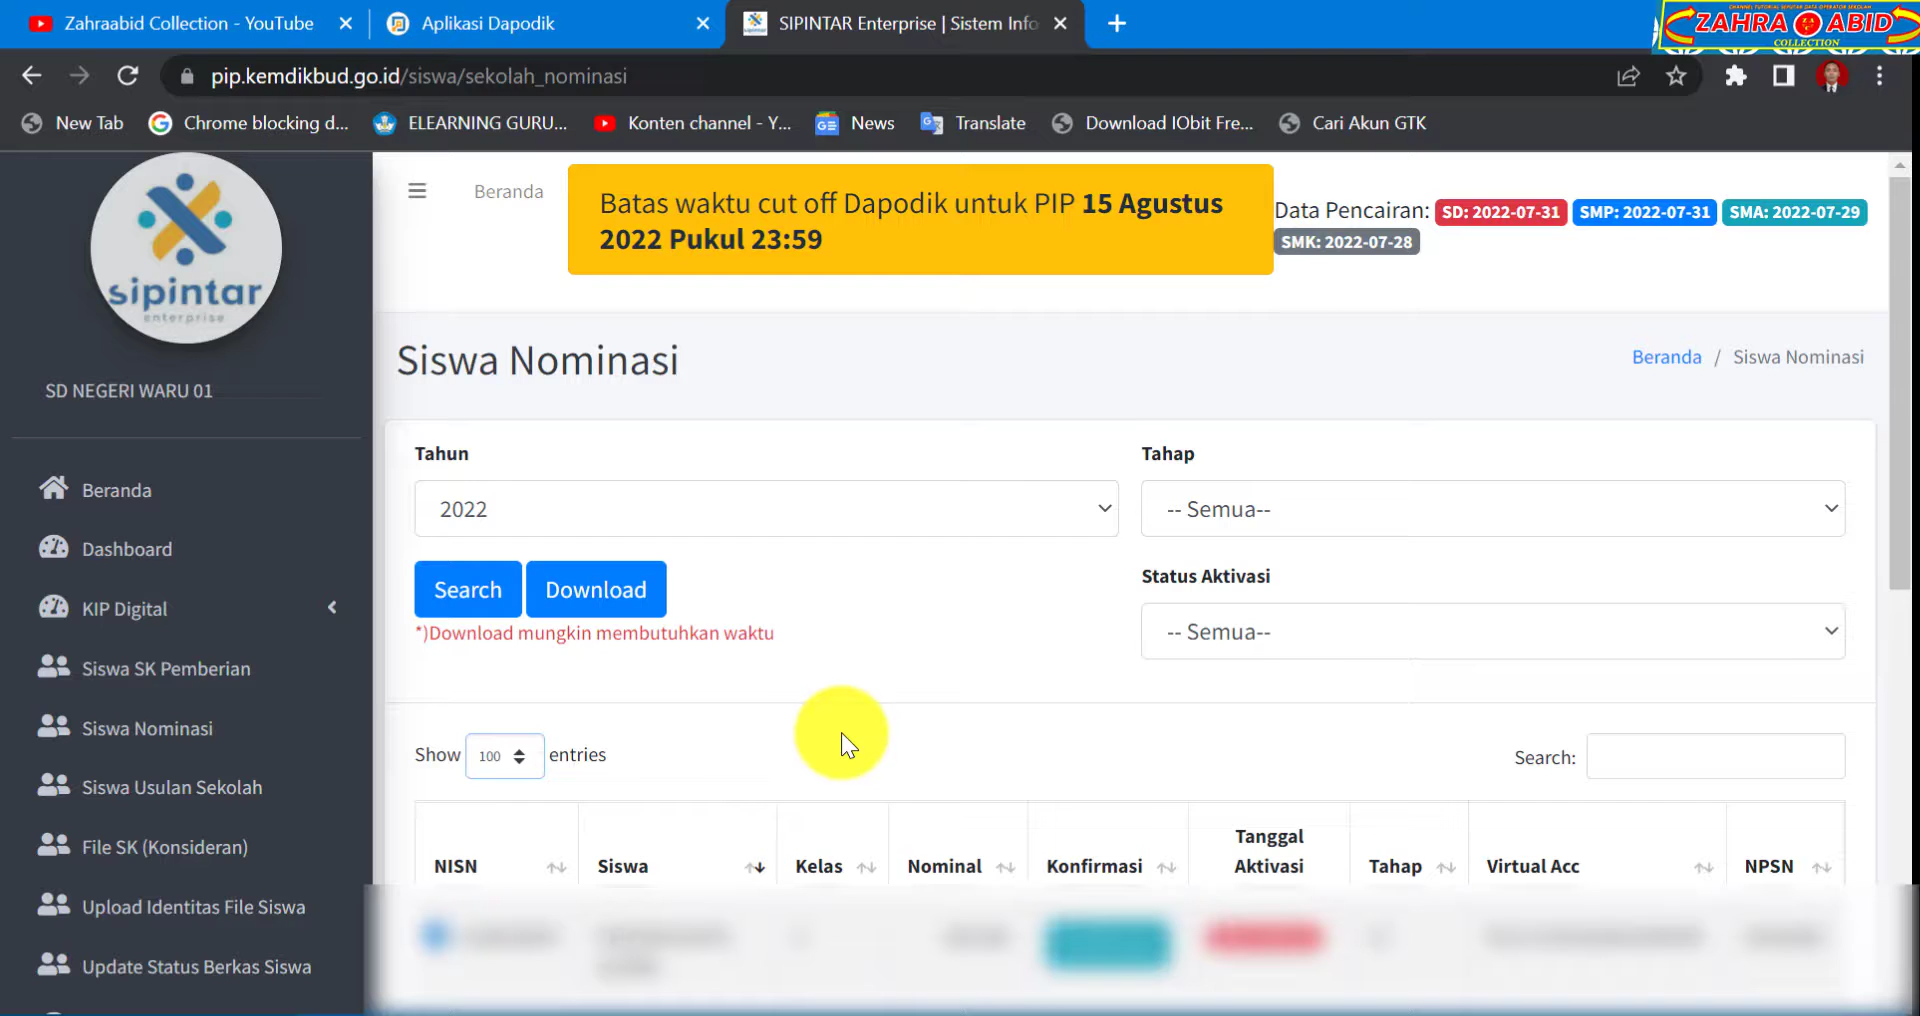 Zahraabid Collection - YouTube
Aplikasi Dapodik
SIPINTAR Enterprise | Sistem Info
CHANNEL TUTORIAL SEPUTAR DATA OPERATOR SEKOLAH
ZAHRA ABID
COLLECTION
pip.kemdikbud.go.id/siswa/sekolah_nominasi
New Tab
Chrome blocking d...
ELEARNING GURU...
Konten channel - Y...
News
Translate
Download IObit Fre...
Cari Akun GTK
sipintar
enterprise
SD NEGERI WARU 01
Beranda
Dashboard
KIP Digital
Siswa SK Pemberian
Siswa Nominasi
Siswa Usulan Sekolah
File SK (Konsideran)
Upload Identitas File Siswa
Update Status Berkas Siswa
Beranda
Batas waktu cut off Dapodik untuk PIP 15 Agustus
2022 Pukul 23:59
Data Pencairan: SD: 2022-07-31 SMP: 2022-07-31 SMA: 2022-07-29
SMK: 2022-07-28
Siswa Nominasi
Beranda / Siswa Nominasi
Tahun
2022
Tahap
-- Semua--
Search
Download
*)Download mungkin membutuhkan waktu
Status Aktivasi
-- Semua--
Show 100 entries
Search:
NISN
Siswa
Kelas
Nominal
Konfirmasi
Tanggal
Aktivasi
Tahap
Virtual Acc
NPSN